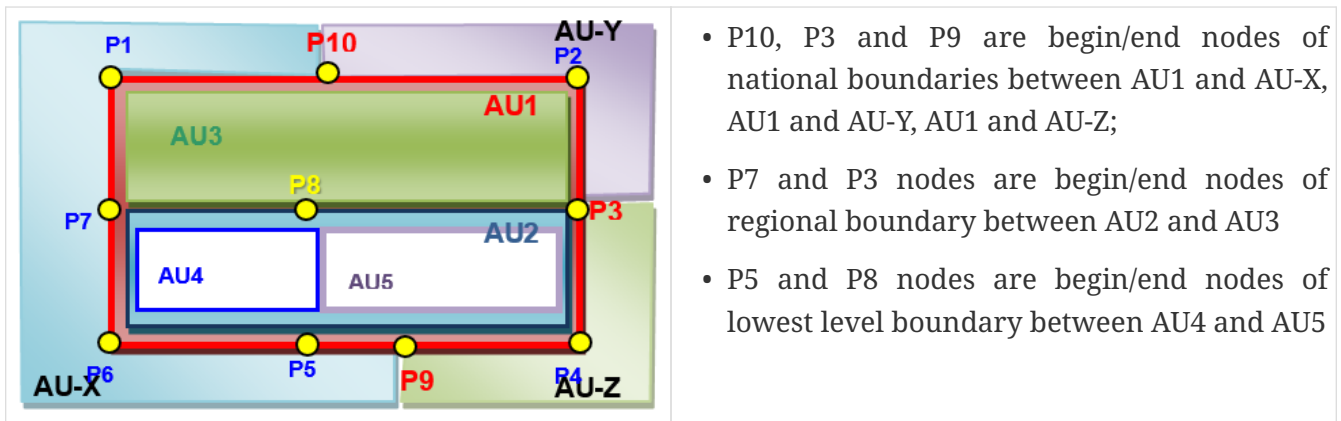 P1
P10
AU-Y
P2
AU1
AU3
P8
P7
P3
AU2
AU4
AU5
P6
P5
P9
P4
AU-X
AU-Z
• P10, P3 and P9 are begin/end nodes of
national boundaries between AU1 and AU-X,
AU1 and AU-Y, AU1 and AU-Z;
• P7 and P3 nodes are begin/end nodes of
regional boundary between AU2 and AU3
• P5 and P8 nodes are begin/end nodes of
lowest level boundary between AU4 and AU5